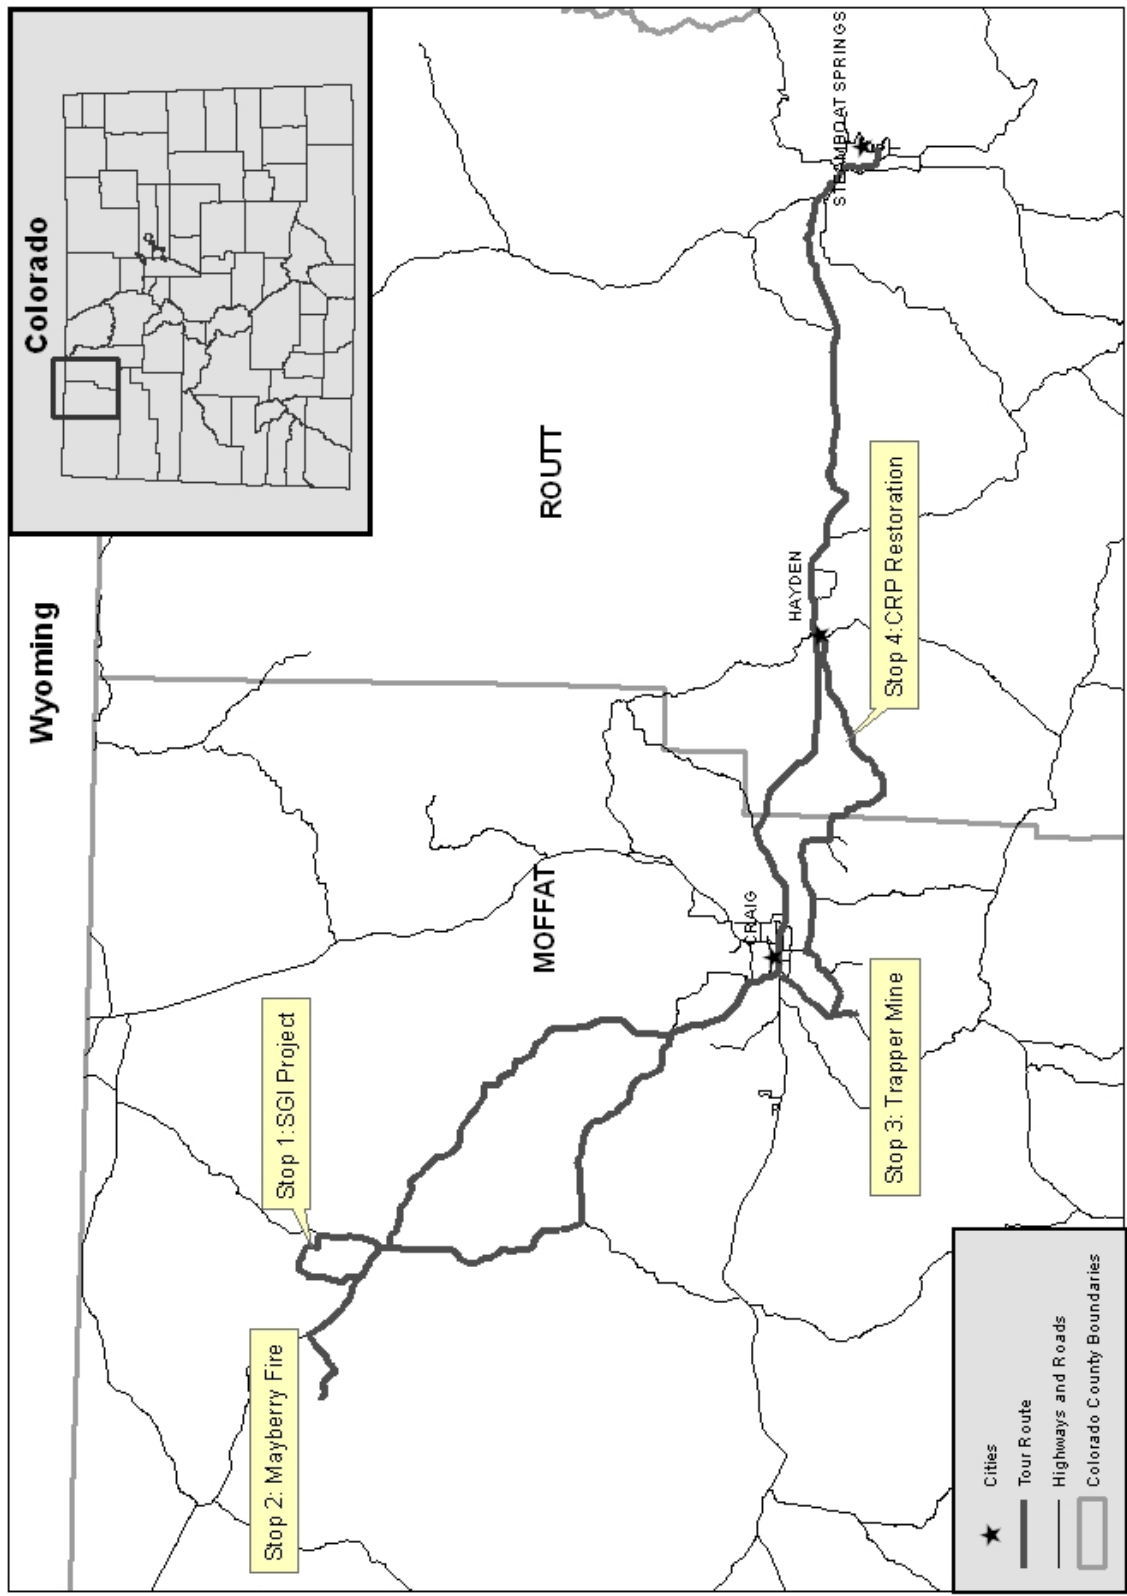 Wyoming
Colorado
Stop 2: Mayberry Fire
Stop 1:SGI Project
MOFFAT
ROUTT
CRAIG
HAYDEN
STEAMBOAT SPRINGS
Stop 3: Trapper Mine
Stop 4:CRP Restoration
Cities
Tour Route
Highways and Roads
Colorado County Boundaries